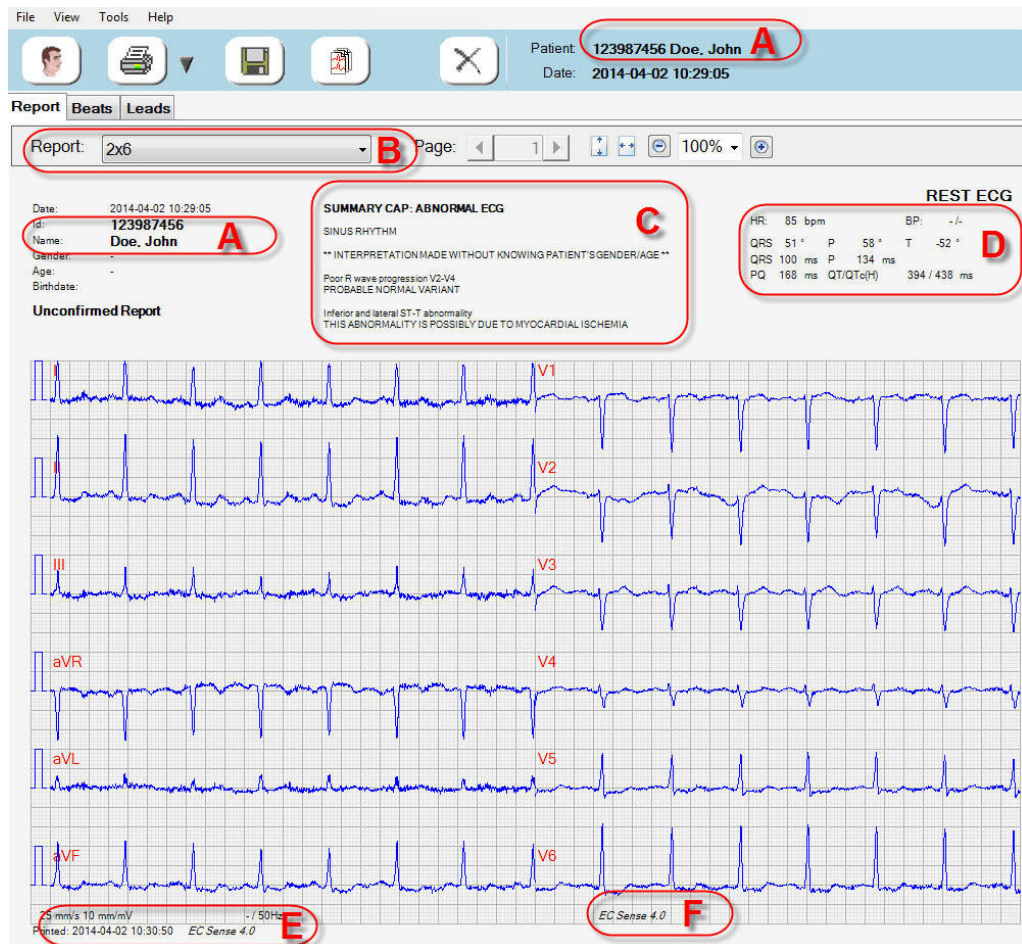 File View Tools Help
Patient: 123987456 Doe, John A
Date: 2014-04-02 10:29:05
Report Beats Leads
Report: 2x6 B Page: 1 100%
REST ECG
Date: 2014-04-02 10:29:05
Id: 123987456
Name: Doe, John A
Gender: -
Age: -
Birthdate:
Unconfirmed Report
SUMMARY CAP: ABNORMAL ECG C
SINUS RHYTHM
** INTERPRETATION MADE WITHOUT KNOWING PATIENT'S GENDER/AGE **
Poor R wave progression V2-V4
PROBABLE NORMAL VARIANT
Inferior and lateral ST-T abnormality
THIS ABNORMALITY IS POSSIBLY DUE TO MYOCARDIAL ISCHEMIA
HR: 85 bpm BP: -/-
QRS 51 ° P 58 ° T -52 ° D
QRS 100 ms P 134 ms
PQ 168 ms QT/QTc(H) 394 / 438 ms
I V1
II V2
III V3
aVR V4
aVL V5
aVF V6
25 mm/s 10 mm/mV - / 50Hz E
Printed: 2014-04-02 10:30:50 EC Sense 4.0
EC Sense 4.0 F